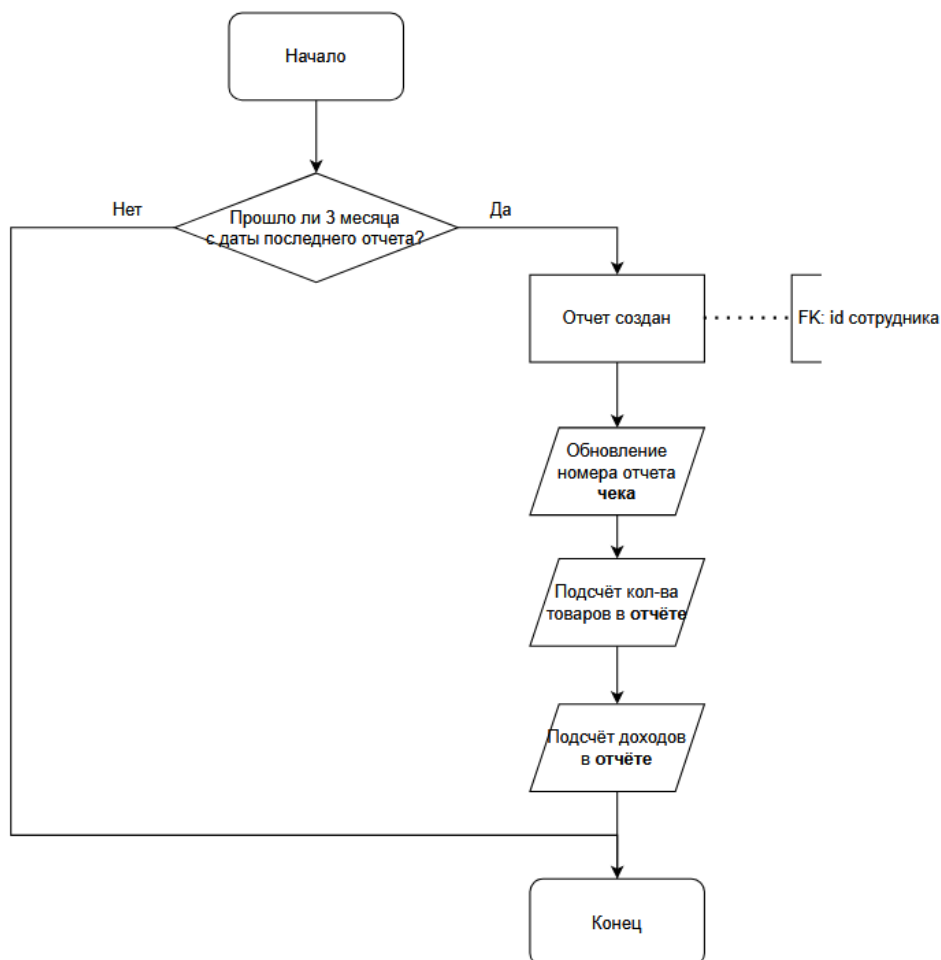 Начало
Нет
Прошло ли 3 месяца
с даты последнего отчета?
Да
Отчет создан
FK: id сотрудника
Обновление
номера отчета
чека
Подсчёт кол-ва
товаров в отчёте
Подсчёт доходов
в отчёте
Конец